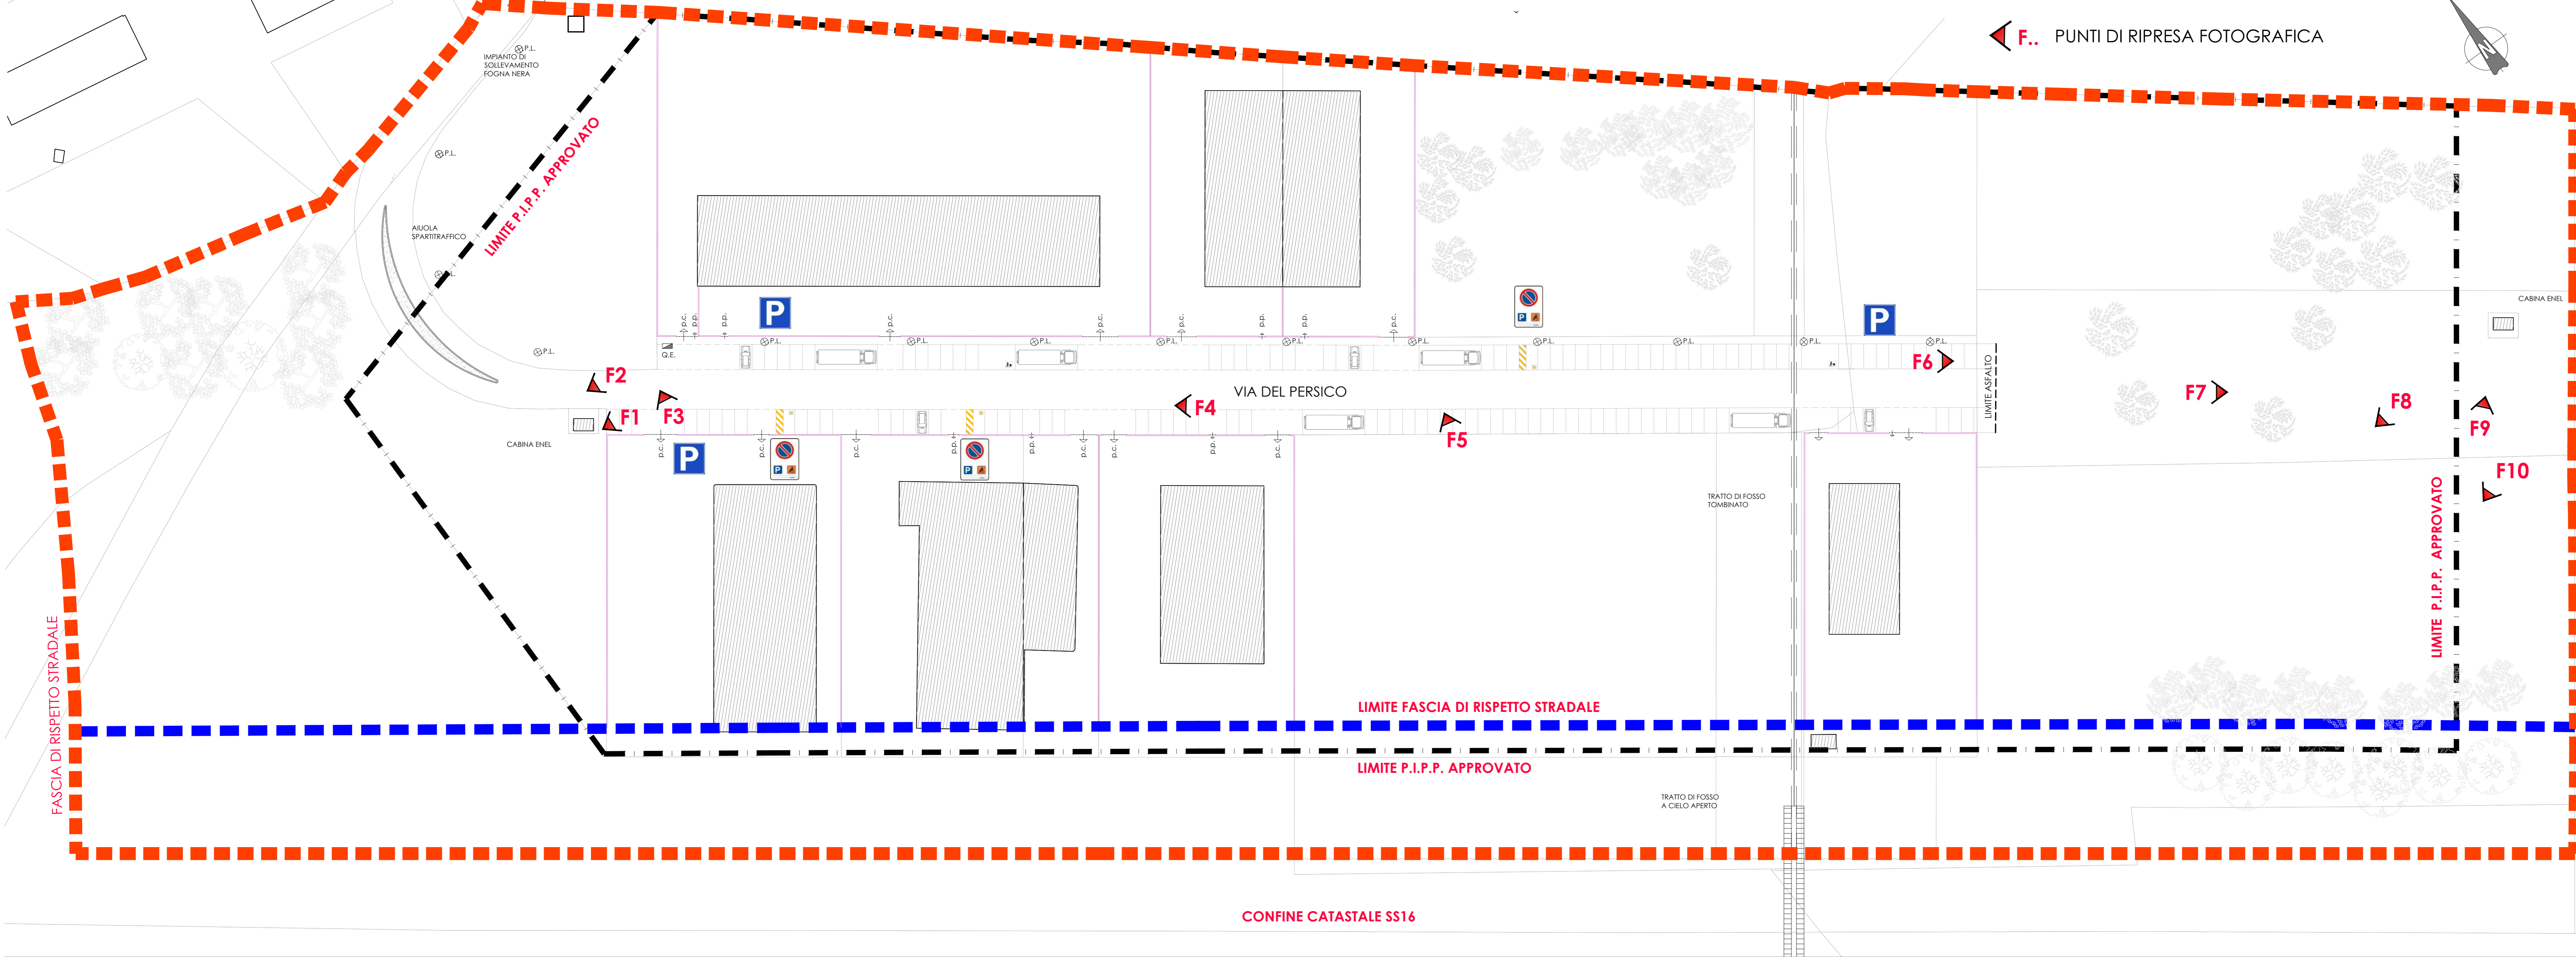 F.. PUNTI DI RIPRESA FOTOGRAFICA
N
P.L.
IMPIANTO DI
SOLLEVAMENTO
FOGNA NERA
P.L.
LIMITE P.I.P.P. APPROVATO
AIUOLA
SPARTITRAFFICO
P.L.
P
P
CABINA ENEL
p.c.
p.p.
p.p.
p.c.
p.c.
p.c.
p.p.
p.p.
p.c.
P
P.L.
Q.E.
P.L.
P.L.
P.L.
P.L.
P.L.
P.L.
P.L.
P.L.
P.L.
P.L.
LIMITE ASFALTO
F6
F2
F3
F1
F4
VIA DEL PERSICO
F5
F7
F8
F9
F10
CABINA ENEL
p.c.
p.c.
p.c.
p.p.
p.p.
p.c.
p.c.
p.p.
p.c.
P
P
P
TRATTO DI FOSSO
TOMBINATO
LIMITE P.I.P.P. APPROVATO
FASCIA DI RISPETTO STRADALE
LIMITE FASCIA DI RISPETTO STRADALE
LIMITE P.I.P.P. APPROVATO
TRATTO DI FOSSO
A CIELO APERTO
CONFINE CATASTALE SS16